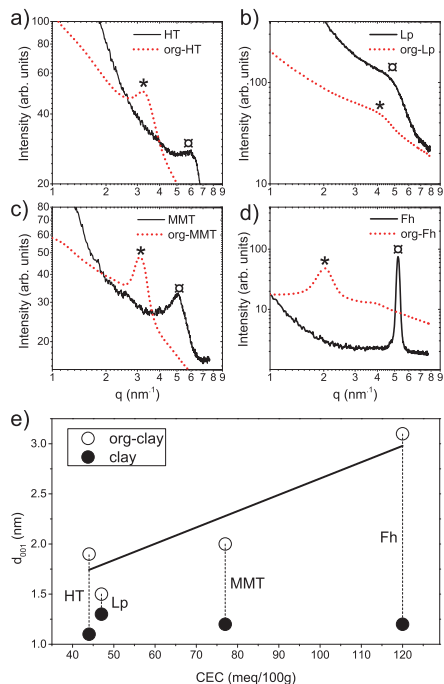 a)
HT
org-HT
Intensity (arb. units)
100
80
60
40
20
*
¤
1 2 3 4 5 6 7 8 9
b)
Lp
org-Lp
Intensity (arb. units)
100
10
¤
*
1 2 3 4 5 6 7 8 9
c)
MMT
org-MMT
Intensity (arb. units)
80
70
60
50
40
30
20
*
¤
1 2 3 4 5 6 7 8 9
q (nm⁻¹)
d)
Fh
org-Fh
Intensity (arb. units)
100
10
*
¤
1 2 3 4 5 6 7 8 9
q (nm⁻¹)
e)
org-clay
clay
d₀₀₁ (nm)
3.0
2.5
2.0
1.5
1.0
HT
Lp
MMT
Fh
40 50 60 70 80 90 100 110 120 130
CEC (meq/100g)